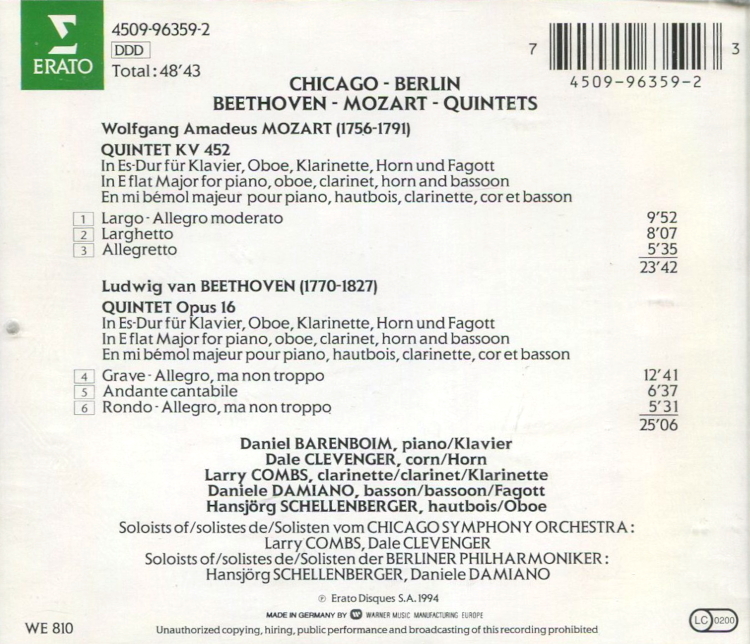 ERATO
4509-96359-2
DDD
Total: 48'43
7 4509-96359-2 3
CHICAGO - BERLIN
BEETHOVEN - MOZART - QUINTETS
Wolfgang Amadeus MOZART (1756-1791)
QUINTET KV 452
In Es-Dur für Klavier, Oboe, Klarinette, Horn und Fagott
In E flat Major for piano, oboe, clarinet, horn and bassoon
En mi bémol majeur pour piano, hautbois, clarinette, cor et basson
1 Largo - Allegro moderato 9'52
2 Larghetto 8'07
3 Allegretto 5'35
23'42
Ludwig van BEETHOVEN (1770-1827)
QUINTET Opus 16
In Es-Dur für Klavier, Oboe, Klarinette, Horn und Fagott
In E flat Major for piano, oboe, clarinet, horn and bassoon
En mi bémol majeur pour piano, hautbois, clarinette, cor et basson
4 Grave - Allegro, ma non troppo 12'41
5 Andante cantabile 6'37
6 Rondo - Allegro, ma non troppo 5'31
25'06
Daniel BARENBOIM, piano/Klavier
Dale CLEVENGER, corn/Horn
Larry COMBS, clarinette/clarinet/Klarinette
Daniele DAMIANO, basson/bassoon/Fagott
Hansjörg SCHELLENBERGER, hautbois/Oboe
Soloists of/solistes de/Solisten vom CHICAGO SYMPHONY ORCHESTRA:
Larry COMBS, Dale CLEVENGER
Soloists of/solistes de/Solisten der BERLINER PHILHARMONIKER:
Hansjörg SCHELLENBERGER, Daniele DAMIANO
℗ Erato Disques S.A. 1994
MADE IN GERMANY BY WARNER MUSIC MANUFACTURING EUROPE
LC 0200
WE 810
Unauthorized copying, hiring, public performance and broadcasting of this recording prohibited